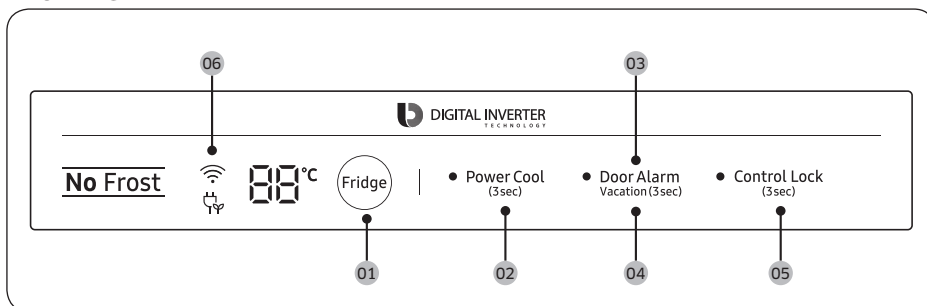 06
03
DIGITAL INVERTER
TECHNOLOGY
No Frost
88°C
Fridge
Power Cool
(3sec)
Door Alarm
Vacation(3sec)
Control Lock
(3sec)
01
02
04
05